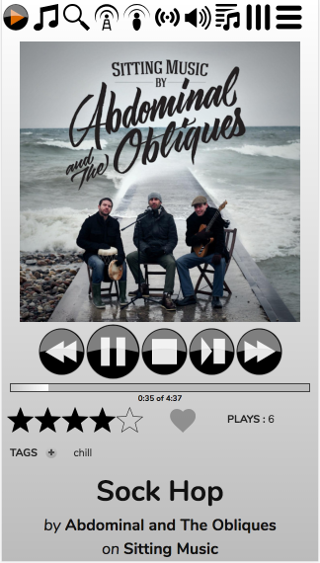 SITTING MUSIC
BY
Abdominal
and The Obliques
0:35 of 4:37
PLAYS : 6
TAGS + chill
Sock Hop
by Abdominal and The Obliques
on Sitting Music